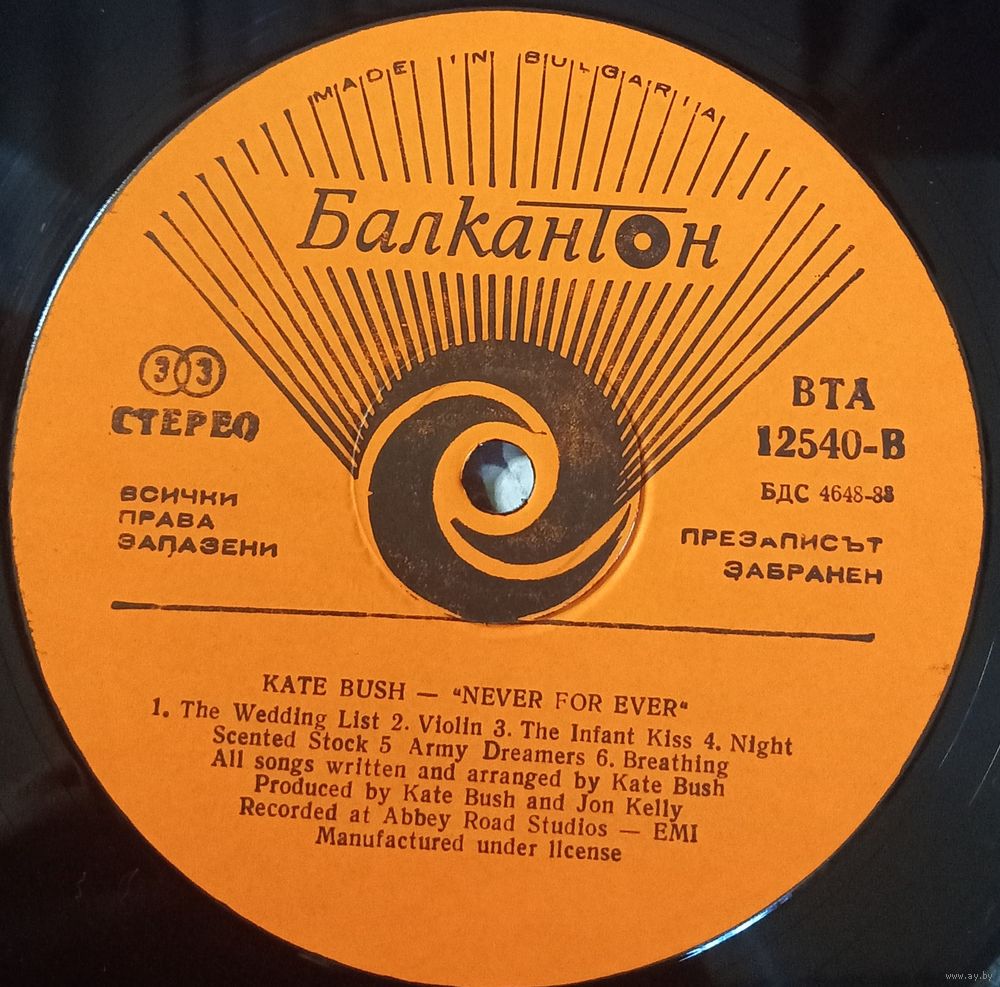 MADE IN BULGARIA
Балкантон
33
СТЕРЕО
ВСИЧКИ
ПРАВА
ЗАПАЗЕНИ
ВТА
12540-В
БДС 4648-88
ПРЕЗАПИСЪТ
ЗАБРАНЕН
KATE BUSH — "NEVER FOR EVER"
1. The Wedding List 2. Violin 3. The Infant Kiss 4. Night
Scented Stock 5 Army Dreamers 6. Breathing
All songs written and arranged by Kate Bush
Produced by Kate Bush and Jon Kelly
Recorded at Abbey Road Studios — EMI
Manufactured under license
www.ay.by